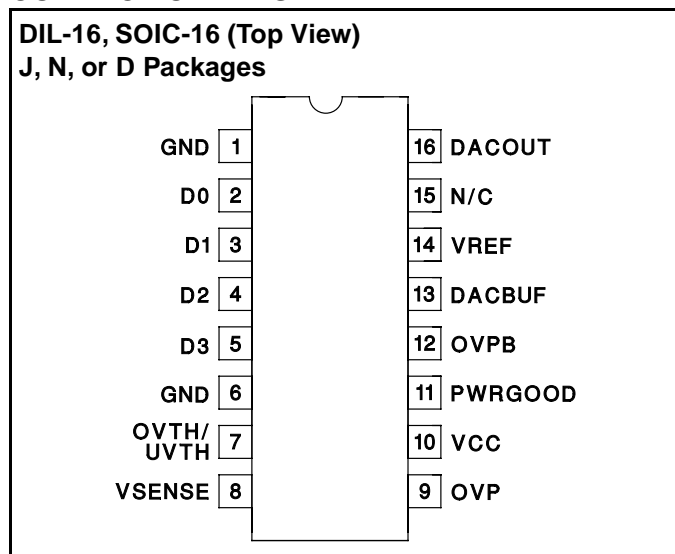 DIL-16, SOIC-16 (Top View)
J, N, or D Packages
GND 1
16 DACOUT
D0 2
15 N/C
D1 3
14 VREF
D2 4
13 DACBUF
D3 5
12 OVPB
GND 6
11 PWRGOOD
OVTH/
UVTH 7
10 VCC
VSENSE 8
9 OVP